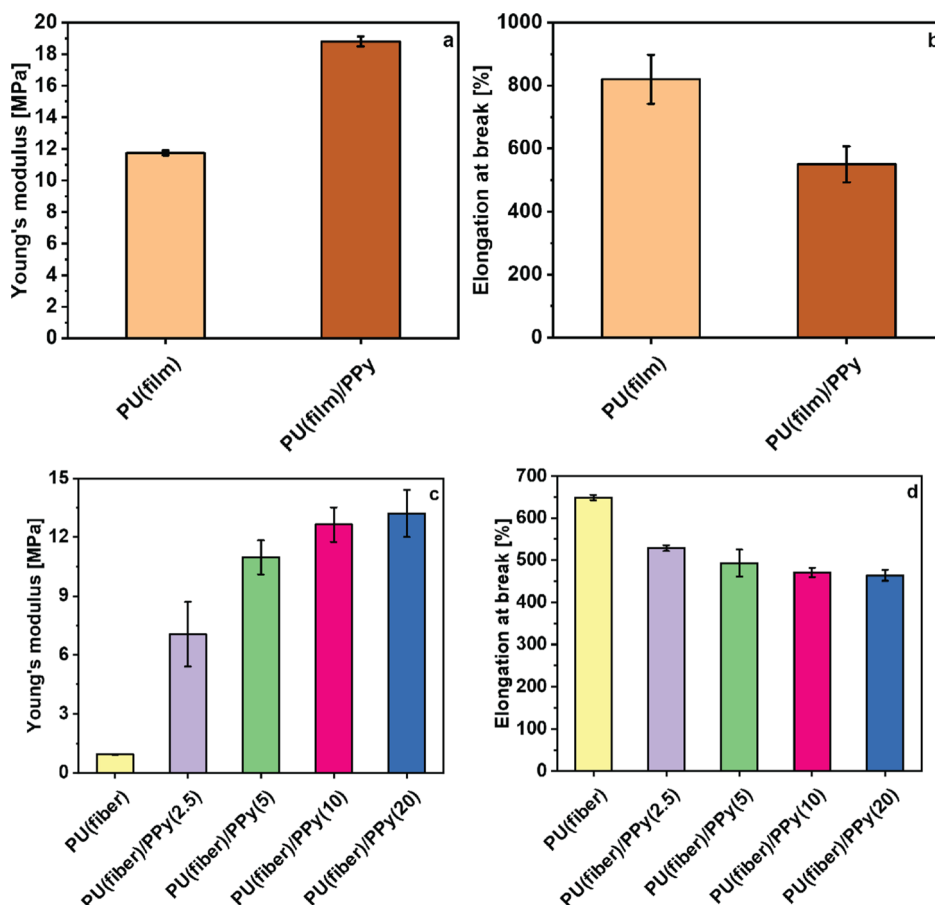 a
Young's modulus [MPa]
20
18
16
14
12
10
8
6
4
2
0
PU(film)
PU(film)/PPy
b
Elongation at break [%]
1000
800
600
400
200
0
PU(film)
PU(film)/PPy
c
Young's modulus [MPa]
15
12
9
6
3
0
PU(fiber)
PU(fiber)/PPy(2.5)
PU(fiber)/PPy(5)
PU(fiber)/PPy(10)
PU(fiber)/PPy(20)
d
Elongation at break [%]
700
600
500
400
300
200
100
0
PU(fiber)
PU(fiber)/PPy(2.5)
PU(fiber)/PPy(5)
PU(fiber)/PPy(10)
PU(fiber)/PPy(20)